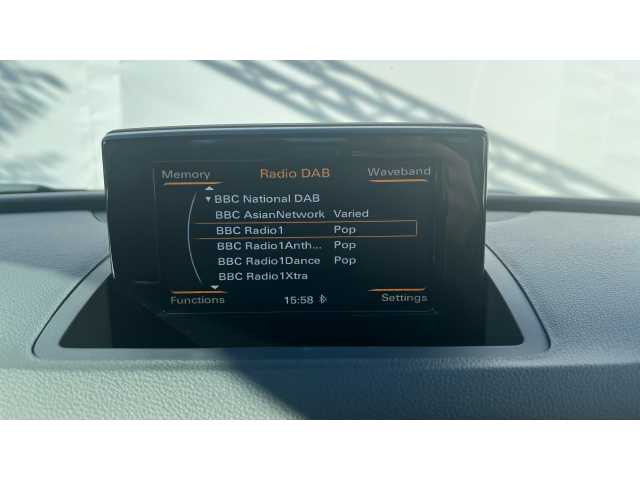 Memory Radio DAB Waveband
BBC National DAB
BBC AsianNetwork Varied
BBC Radio1 Pop
BBC Radio1Anth... Pop
BBC Radio1Dance Pop
BBC Radio1Xtra
Functions 15:58 Settings